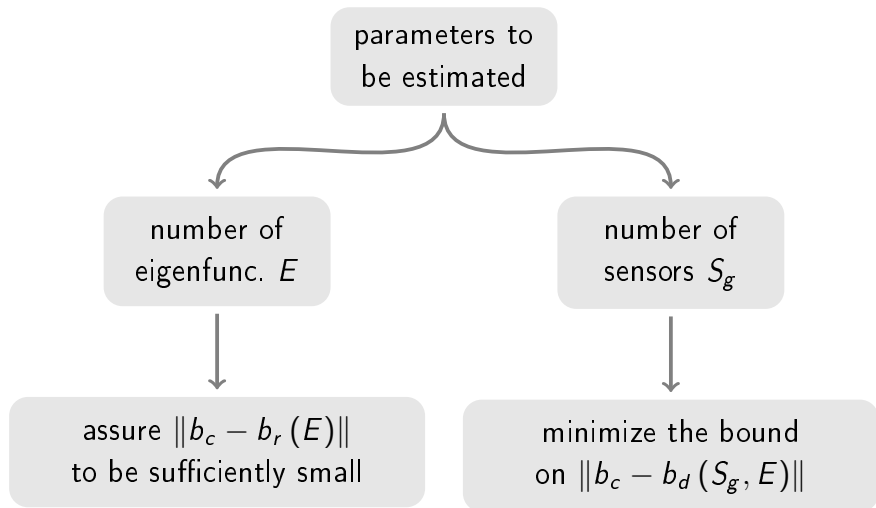 parameters to
be estimated
number of
eigenfunc. E
number of
sensors S_g
assure ‖b_c − b_r (E)‖
to be sufficiently small
minimize the bound
on ‖b_c − b_d (S_g, E)‖